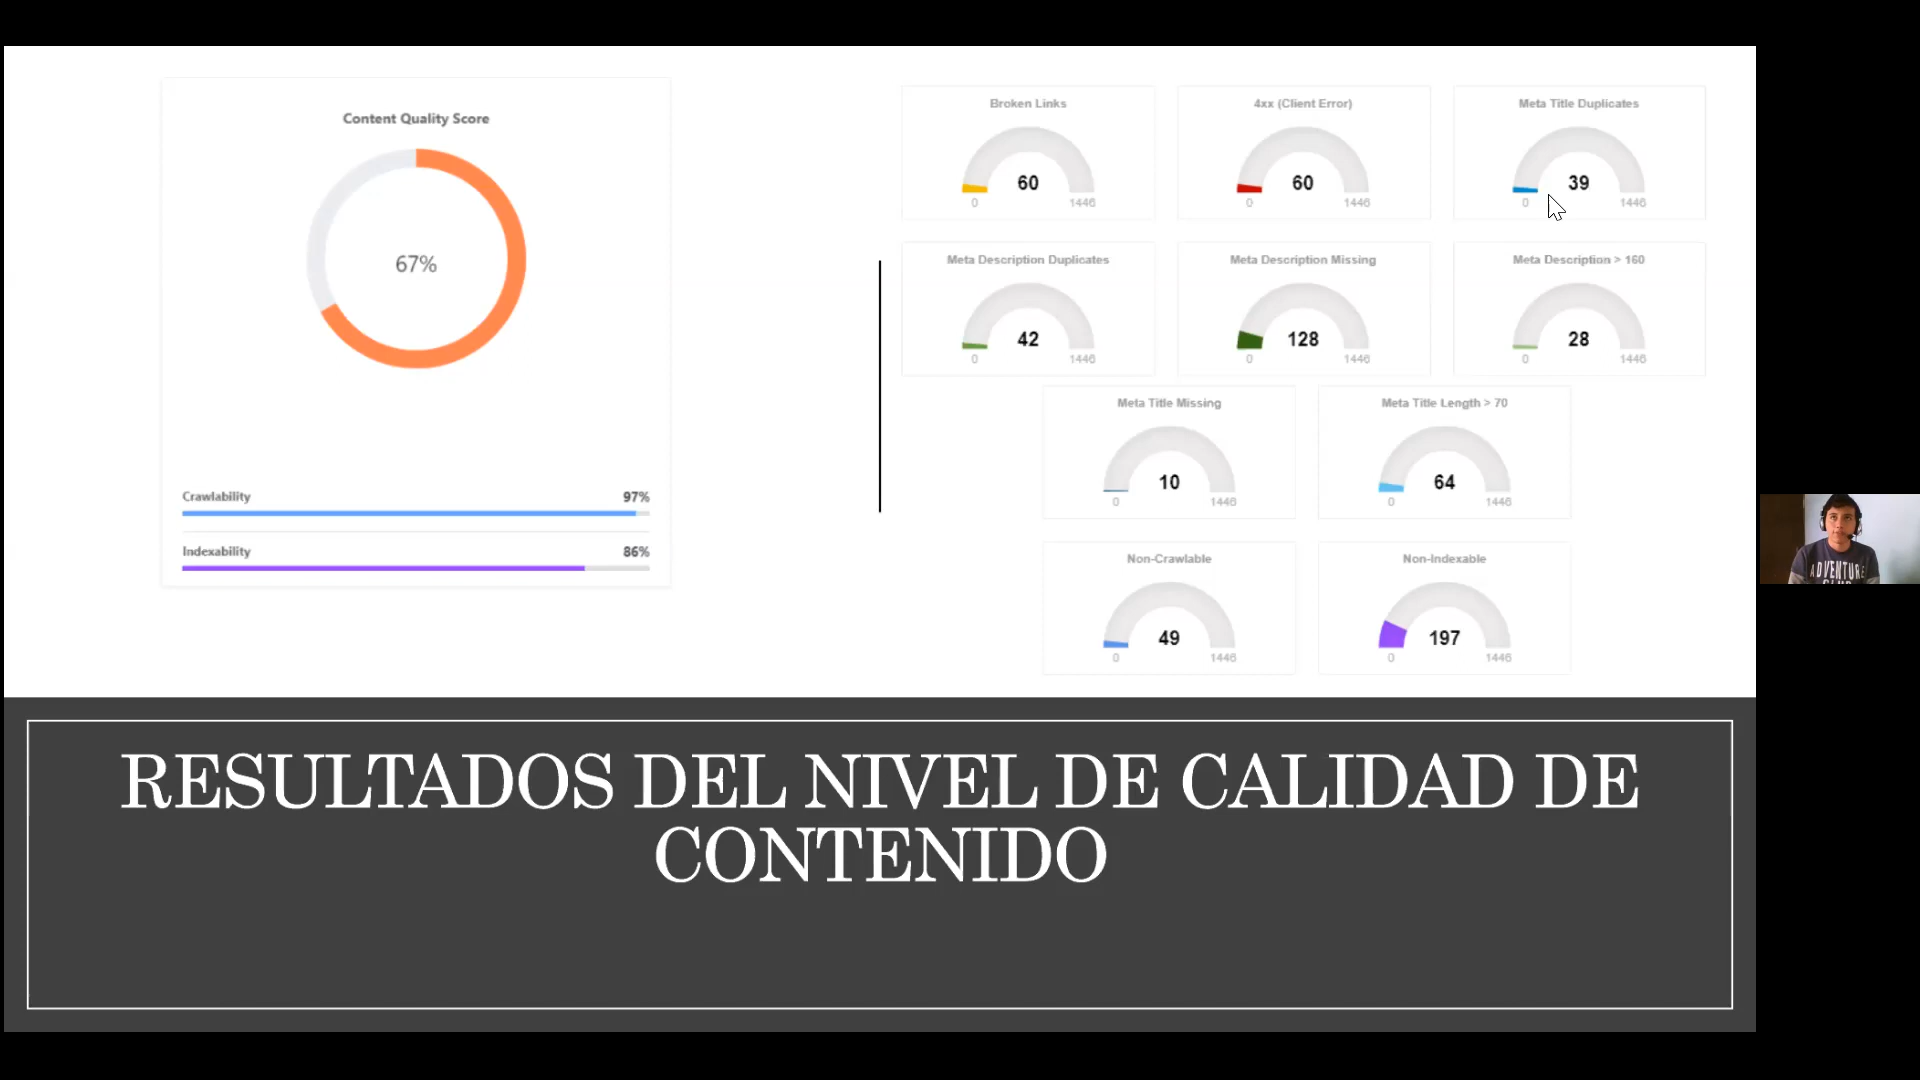 Content Quality Score
67%
Crawlability 97%
Indexability 86%
Broken Links
60
0 1446
4xx (Client Error)
60
0 1446
Meta Title Duplicates
39
0 1446
Meta Description Duplicates
42
0 1446
Meta Description Missing
128
0 1446
Meta Description > 160
28
0 1446
Meta Title Missing
10
0 1446
Meta Title Length > 70
64
0 1446
Non-Crawlable
49
0 1446
Non-Indexable
197
0 1446
RESULTADOS DEL NIVEL DE CALIDAD DE
CONTENIDO
ADVENTURE